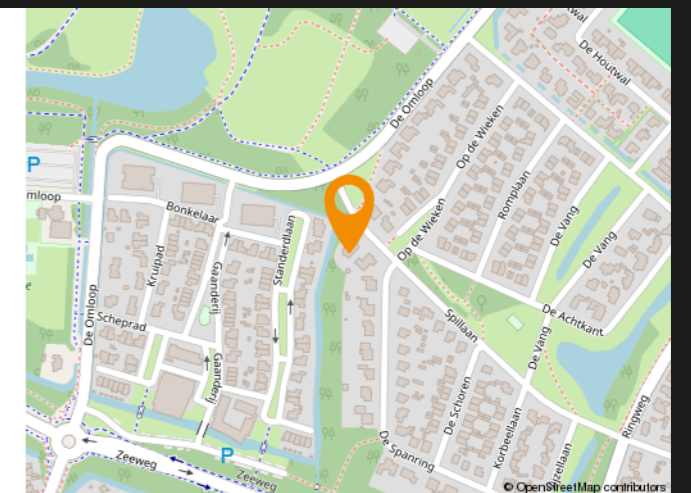 wal
De Houtwal
De Omloop
Op de Wieken
P
Romplaan
mloop
Bonkelaar
Standerdlaan
Op de Wieken
De Vang
De Vang
Kruipad
Gaanderij
e
De Omloop
Scheprad
De Achtkant
Spillaan
De Vang
Gaanderij
De Schoren
Korbeellaan
Ringweg
De Spanring
P
Zeeweg
Zeeweg
zellaan
© OpenStreetMap contributors